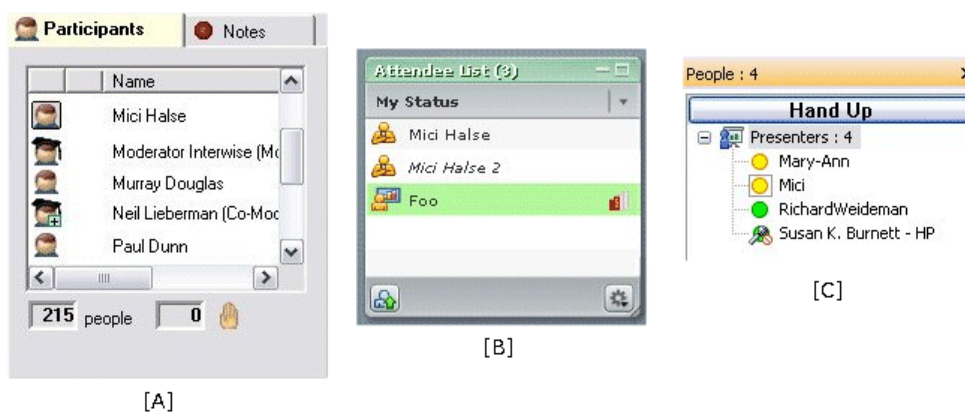 Participants
Notes
Name
Mici Halse
Moderator Interwise (Mo
Murray Douglas
Neil Lieberman (Co-Moc
Paul Dunn
215 people 0
[A]
Attendee List (3)
My Status
Mici Halse
Mici Halse 2
Foo
[B]
People : 4
Hand Up
Presenters : 4
Mary-Ann
Mici
RichardWeideman
Susan K. Burnett - HP
[C]